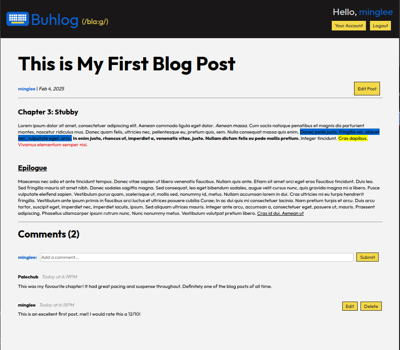 Buhlog (/bla:g/)
Hello, minglee
Your Account Logout
This is My First Blog Post
minglee | Feb 4, 2025
Edit Post
Chapter 3: Stubby
Lorem ipsum dolor sit amet, consectetuer adipiscing elit. Aenean commodo ligula eget dolor. Aenean massa. Cum sociis natoque penatibus et magnis dis parturient
montes, nascetur ridiculus mus. Donec quam felis, ultricies nec, pellentesque eu, pretium quis, sem. Nulla consequat massa quis enim. Donec pede justo, fringilla vel, aliquet
nec, vulputate eget, arcu. In enim justo, rhoncus ut, imperdiet a, venenatis vitae, justo. Nullam dictum felis eu pede mollis pretium. Integer tincidunt. Cras dapibus.
Vivamus elementum semper nisi.
Epilogue
Maecenas nec odio et ante tincidunt tempus. Donec vitae sapien ut libero venenatis faucibus. Nullam quis ante. Etiam sit amet orci eget eros faucibus tincidunt. Duis leo.
Sed fringilla mauris sit amet nibh. Donec sodales sagittis magna. Sed consequat, leo eget bibendum sodales, augue velit cursus nunc, quis gravida magna mi a libero. Fusce
vulputate eleifend sapien. Vestibulum purus quam, scelerisque ut, mollis sed, nonummy id, metus. Nullam accumsan lorem in dui. Cras ultricies mi eu turpis hendrerit
fringilla. Vestibulum ante ipsum primis in faucibus orci luctus et ultrices posuere cubilia Curae; In ac dui quis mi consectetuer lacinia. Nam pretium turpis et arcu. Duis arcu
tortor, suscipit eget, imperdiet nec, imperdiet iaculis, ipsum. Sed aliquam ultrices mauris. Integer ante arcu, accumsan a, consectetuer eget, posuere ut, mauris. Praesent
adipiscing. Phasellus ullamcorper ipsum rutrum nunc. Nunc nonummy metus. Vestibulum volutpat pretium libero. Cras id dui. Aenean ut
Comments (2)
minglee: Add a comment... Submit
Palechub Today at 6:19PM
This was my favourite chapter! It had great pacing and suspense throughout. Definitely one of the blog posts of all time.
minglee Today at 6:15PM
Edit Delete
This is an excellent first post, me!! I would rate this a 12/10!